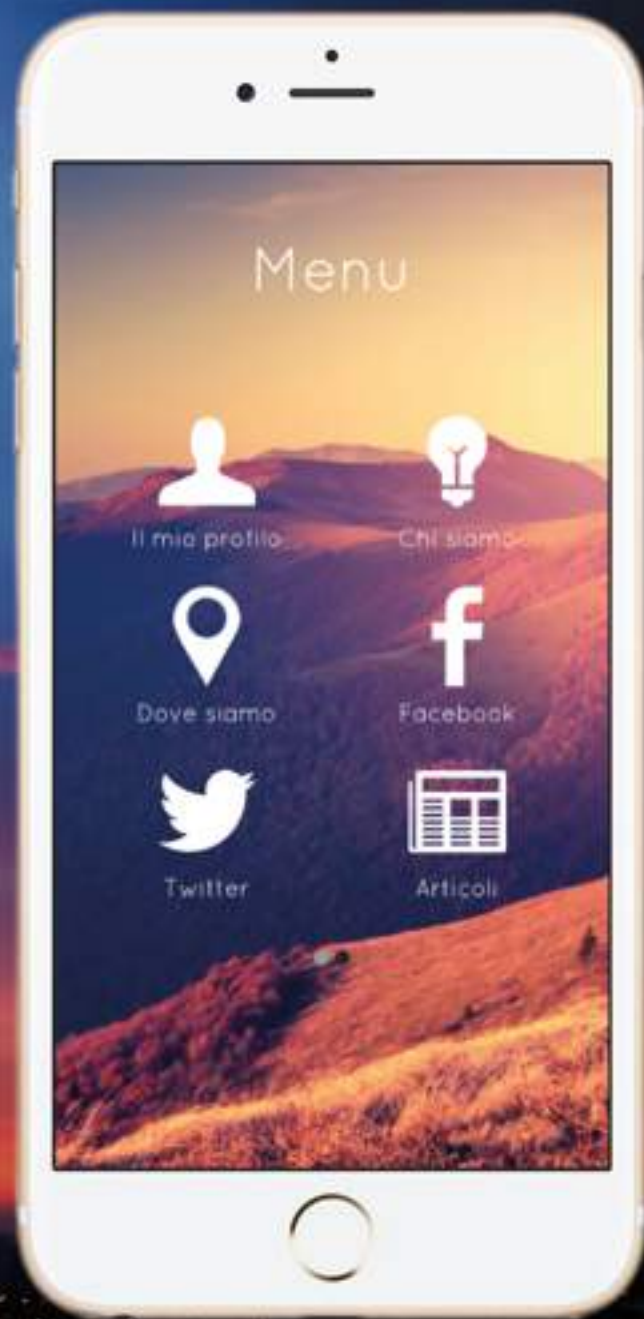 Menu
Il mio profilo
Chi siamo
Dove siamo
Facebook
Twitter
Articoli